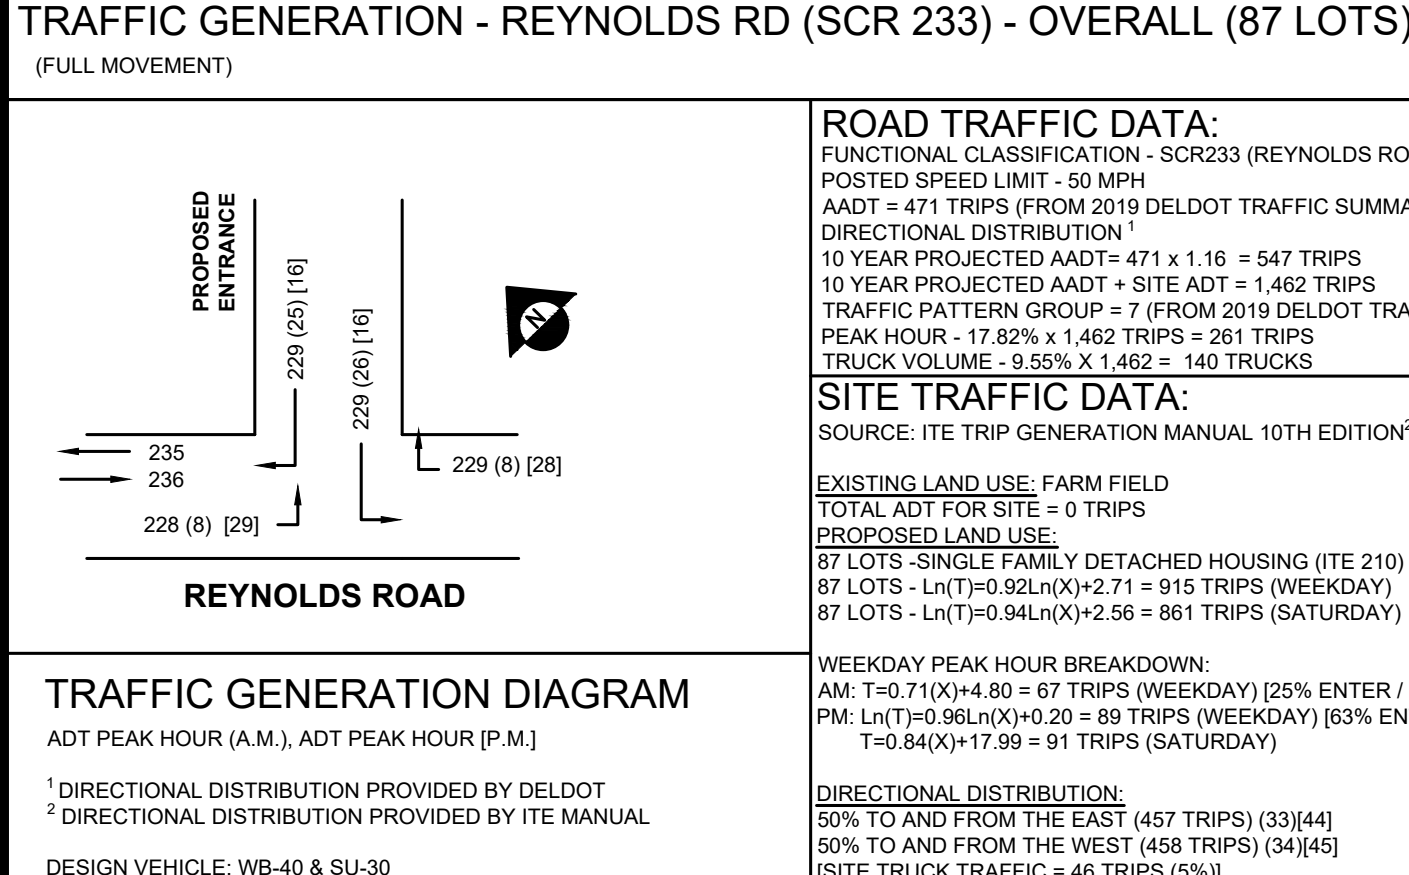 TRAFFIC GENERATION - REYNOLDS RD (SCR 233) - OVERALL (87 LOTS)
(FULL MOVEMENT)
PROPOSED
ENTRANCE
229 (25) [16]
229 (26) [16]
N
235
236
229 (8) [28]
228 (8) [29]
REYNOLDS ROAD
TRAFFIC GENERATION DIAGRAM
ADT PEAK HOUR (A.M.), ADT PEAK HOUR [P.M.]
1 DIRECTIONAL DISTRIBUTION PROVIDED BY DELDOT
2 DIRECTIONAL DISTRIBUTION PROVIDED BY ITE MANUAL
DESIGN VEHICLE: WB-40 & SU-30
ROAD TRAFFIC DATA:
FUNCTIONAL CLASSIFICATION - SCR233 (REYNOLDS RO
POSTED SPEED LIMIT - 50 MPH
AADT = 471 TRIPS (FROM 2019 DELDOT TRAFFIC SUMMA
DIRECTIONAL DISTRIBUTION 1
10 YEAR PROJECTED AADT= 471 x 1.16 = 547 TRIPS
10 YEAR PROJECTED AADT + SITE ADT = 1,462 TRIPS
TRAFFIC PATTERN GROUP = 7 (FROM 2019 DELDOT TRA
PEAK HOUR - 17.82% x 1,462 TRIPS = 261 TRIPS
TRUCK VOLUME - 9.55% X 1,462 = 140 TRUCKS
SITE TRAFFIC DATA:
SOURCE: ITE TRIP GENERATION MANUAL 10TH EDITION2
EXISTING LAND USE: FARM FIELD
TOTAL ADT FOR SITE = 0 TRIPS
PROPOSED LAND USE:
87 LOTS -SINGLE FAMILY DETACHED HOUSING (ITE 210)
87 LOTS - Ln(T)=0.92Ln(X)+2.71 = 915 TRIPS (WEEKDAY)
87 LOTS - Ln(T)=0.94Ln(X)+2.56 = 861 TRIPS (SATURDAY)
WEEKDAY PEAK HOUR BREAKDOWN:
AM: T=0.71(X)+4.80 = 67 TRIPS (WEEKDAY) [25% ENTER /
PM: Ln(T)=0.96Ln(X)+0.20 = 89 TRIPS (WEEKDAY) [63% EN
T=0.84(X)+17.99 = 91 TRIPS (SATURDAY)
DIRECTIONAL DISTRIBUTION:
50% TO AND FROM THE EAST (457 TRIPS) (33)[44]
50% TO AND FROM THE WEST (458 TRIPS) (34)[45]
[SITE TRUCK TRAFFIC = 46 TRIPS (5%)]